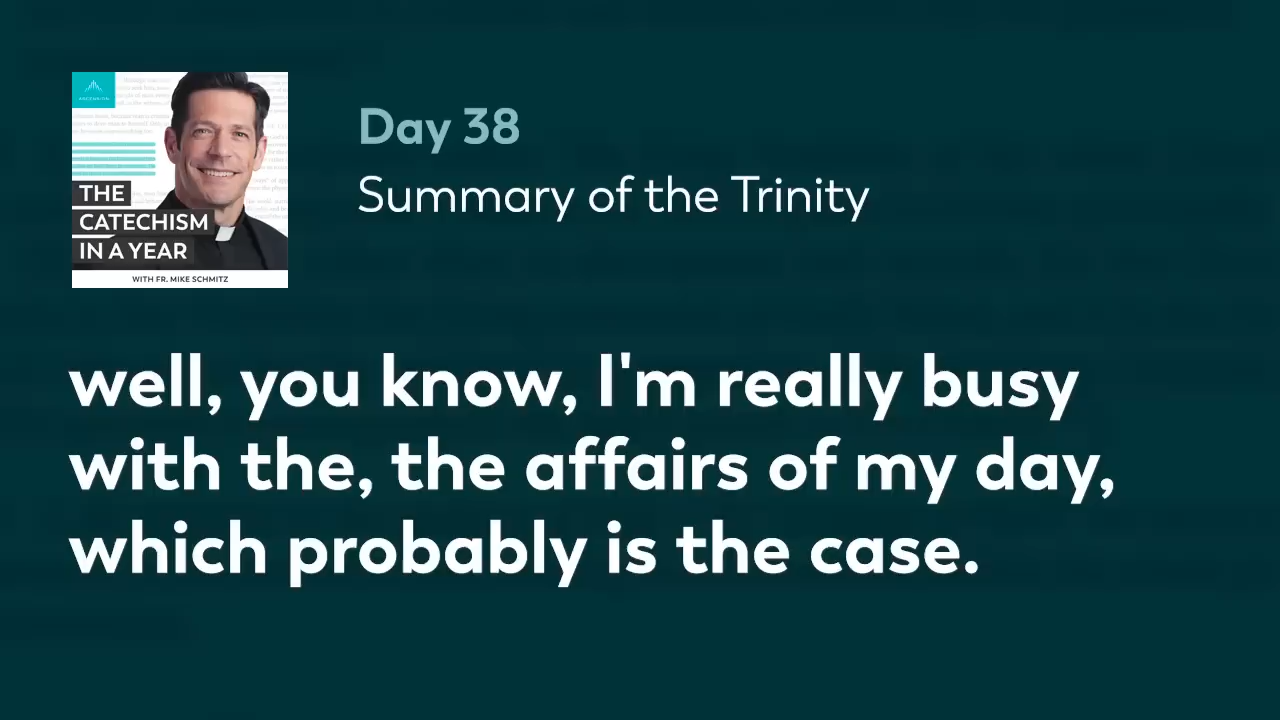 ASCENSION
THE
CATECHISM
IN A YEAR
WITH FR. MIKE SCHMITZ
Day 38
Summary of the Trinity
well, you know, I'm really busy
with the, the affairs of my day,
which probably is the case.